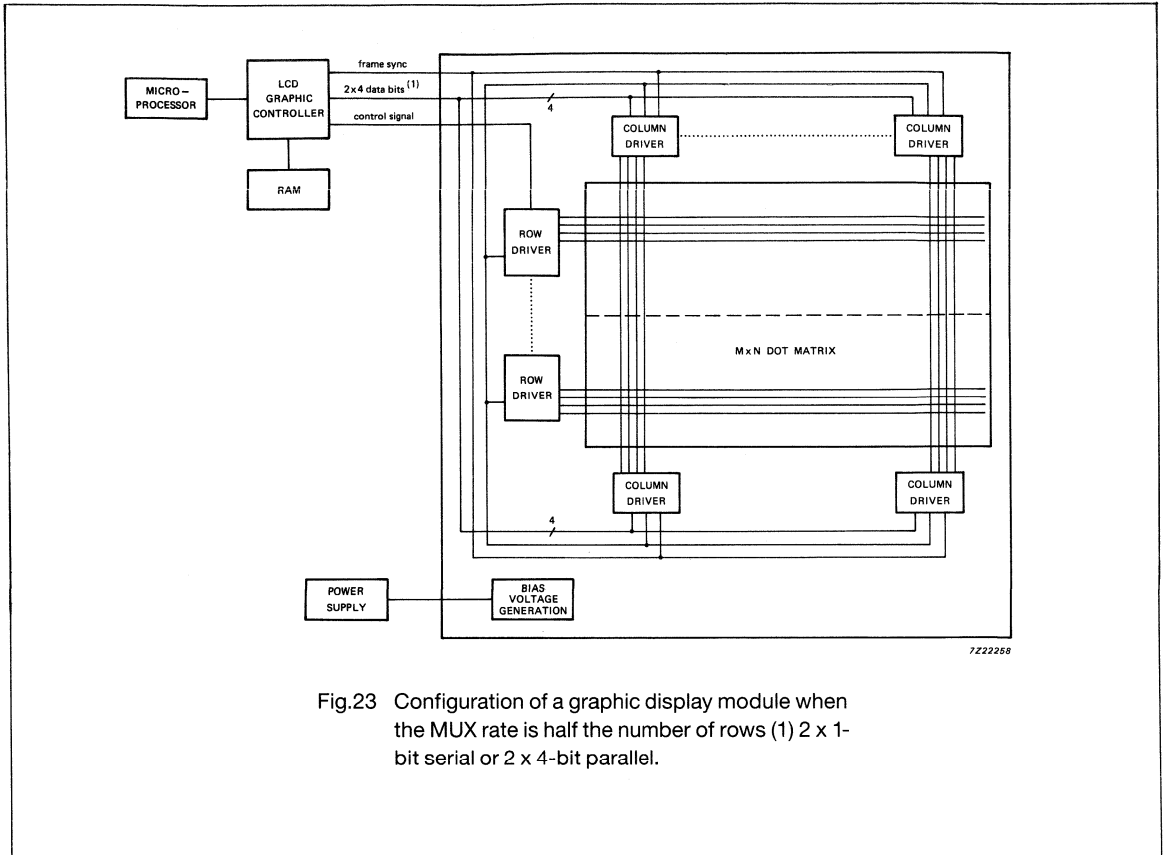 frame sync
2 x 4 data bits (1)
control signal
MICRO–
PROCESSOR
LCD
GRAPHIC
CONTROLLER
RAM
4
COLUMN
DRIVER
COLUMN
DRIVER
ROW
DRIVER
M x N DOT MATRIX
ROW
DRIVER
COLUMN
DRIVER
COLUMN
DRIVER
4
POWER
SUPPLY
BIAS
VOLTAGE
GENERATION
7Z22258
Fig.23 Configuration of a graphic display module when
the MUX rate is half the number of rows (1) 2 x 1-
bit serial or 2 x 4-bit parallel.